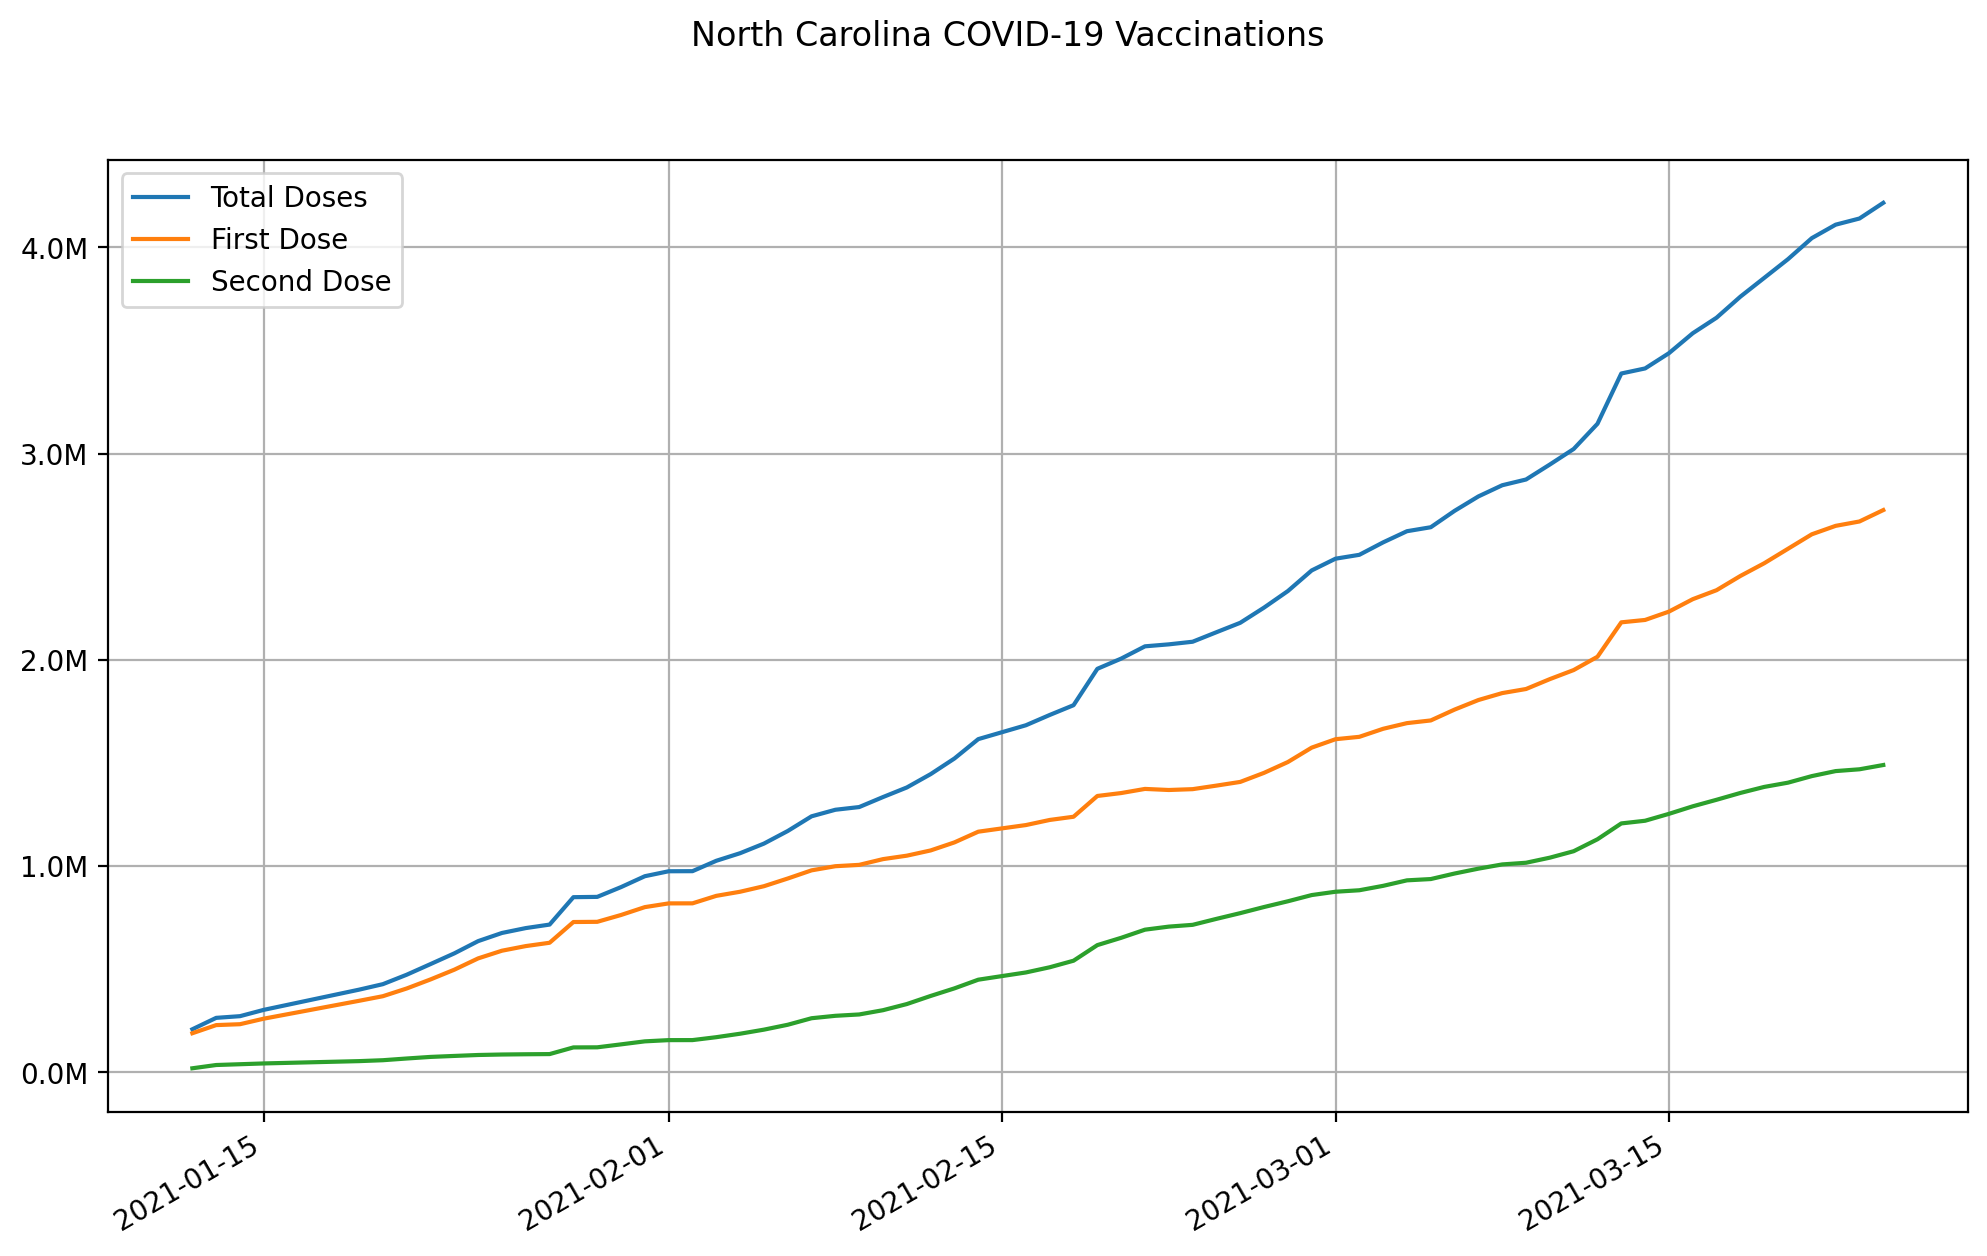 North Carolina COVID-19 Vaccinations
Total Doses
First Dose
Second Dose
4.0M
3.0M
2.0M
1.0M
0.0M
2021-01-15
2021-02-01
2021-02-15
2021-03-01
2021-03-15